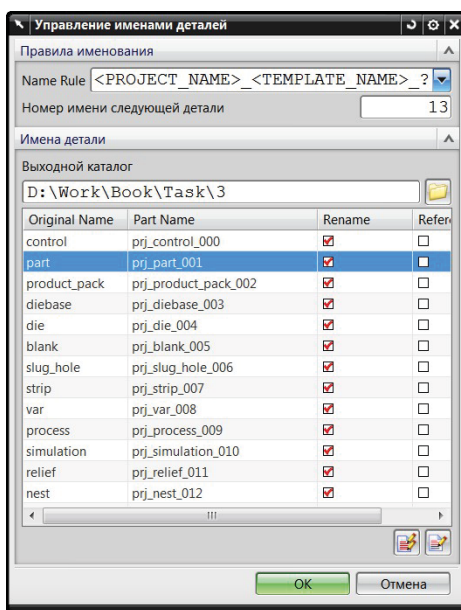 Управление именами деталей
Правила именования
Name Rule <PROJECT_NAME>_<TEMPLATE_NAME>_?
Номер имени следующей детали 13
Имена детали
Выходной каталог
D:\Work\Book\Task\3
Original Name Part Name Rename Refer
control prj_control_000
part prj_part_001
product_pack prj_product_pack_002
diebase prj_diebase_003
die prj_die_004
blank prj_blank_005
slug_hole prj_slug_hole_006
strip prj_strip_007
var prj_var_008
process prj_process_009
simulation prj_simulation_010
relief prj_relief_011
nest prj_nest_012
OK Отмена